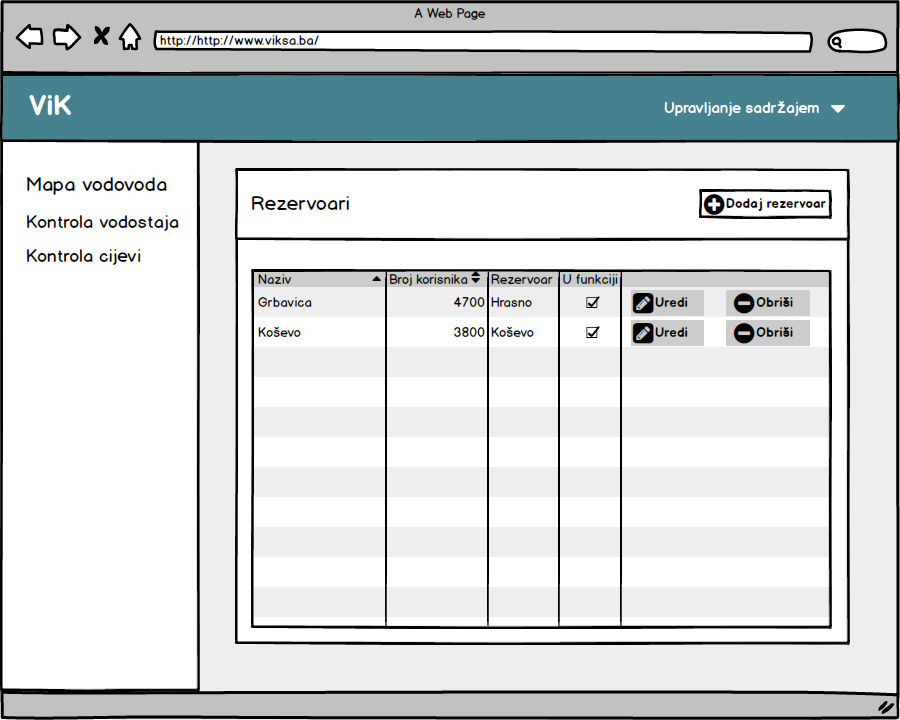 A Web Page
http://http://www.viksa.ba/
ViK
Upravljanje sadržajem
Mapa vodovoda
Kontrola vodostaja
Kontrola cijevi
Rezervoari
Dodaj rezervoar
Naziv Broj korisnika Rezervoar U funkciji
Grbavica 4700 Hrasno Uredi Obriši
Koševo 3800 Koševo Uredi Obriši